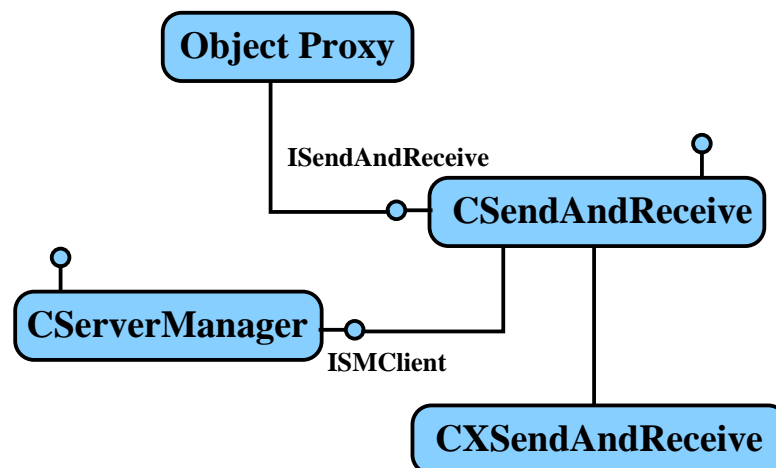 Object Proxy
ISendAndReceive
CSendAndReceive
CServerManager
ISMClient
CXSendAndReceive